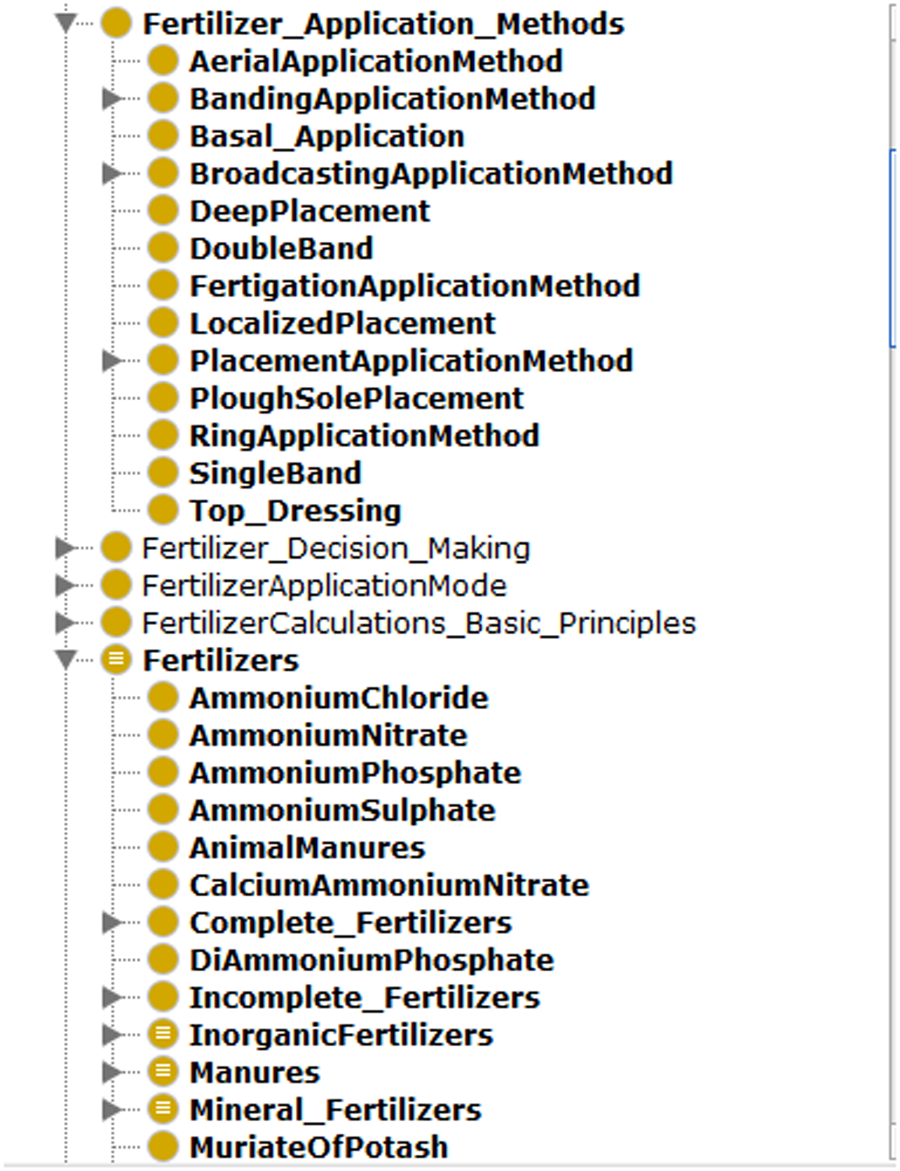 Fertilizer_Application_Methods
AerialApplicationMethod
BandingApplicationMethod
Basal_Application
BroadcastingApplicationMethod
DeepPlacement
DoubleBand
FertigationApplicationMethod
LocalizedPlacement
PlacementApplicationMethod
PloughSolePlacement
RingApplicationMethod
SingleBand
Top_Dressing
Fertilizer_Decision_Making
FertilizerApplicationMode
FertilizerCalculations_Basic_Principles
Fertilizers
AmmoniumChloride
AmmoniumNitrate
AmmoniumPhosphate
AmmoniumSulphate
AnimalManures
CalciumAmmoniumNitrate
Complete_Fertilizers
DiAmmoniumPhosphate
Incomplete_Fertilizers
InorganicFertilizers
Manures
Mineral_Fertilizers
MuriateOfPotash